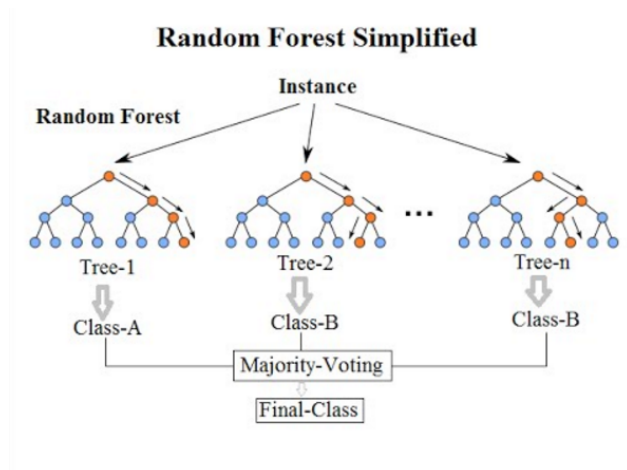 Random Forest Simplified
Instance
Random Forest
...
Tree-1 Tree-2 Tree-n
Class-A Class-B Class-B
Majority-Voting
Final-Class